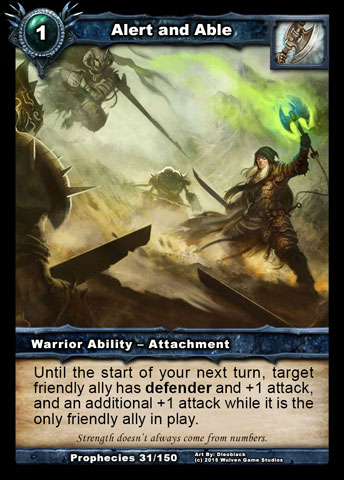 1
Alert and Able
Warrior Ability – Attachment
Until the start of your next turn, target
friendly ally has defender and +1 attack,
and an additional +1 attack while it is the
only friendly ally in play.
Strength doesn't always come from numbers.
Prophecies 31/150
Art By: Dleoblack
(c) 2015 Wulven Game Studios